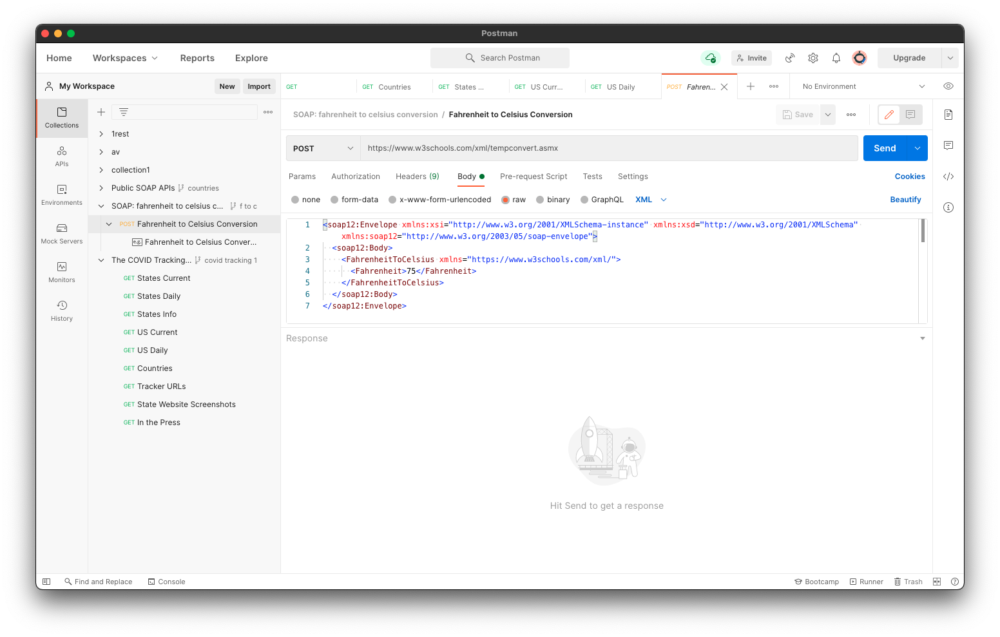 Postman
Home Workspaces Reports Explore Search Postman Invite Upgrade
My Workspace New Import GET GET Countries GET States ... GET US Curr... GET US Daily POST Fahren... No Environment
Collections
APIs
Environments
Mock Servers
Monitors
History
1rest
av
collection1
Public SOAP APIs countries
SOAP: fahrenheit to celsius c... f to c
POST Fahrenheit to Celsius Conversion
e.g. Fahrenheit to Celsius Conver...
The COVID Tracking... covid tracking 1
GET States Current
GET States Daily
GET States Info
GET US Current
GET US Daily
GET Countries
GET Tracker URLs
GET State Website Screenshots
GET In the Press
SOAP: fahrenheit to celsius conversion / Fahrenheit to Celsius Conversion Save
POST https://www.w3schools.com/xml/tempconvert.asmx Send
Params Authorization Headers (9) Body Pre-request Script Tests Settings Cookies
none form-data x-www-form-urlencoded raw binary GraphQL XML Beautify
1 <soap12:Envelope xmlns:xsi="http://www.w3.org/2001/XMLSchema-instance" xmlns:xsd="http://www.w3.org/2001/XMLSchema"
xmlns:soap12="http://www.w3.org/2003/05/soap-envelope">
2 <soap12:Body>
3 <FahrenheitToCelsius xmlns="https://www.w3schools.com/xml/">
4 <Fahrenheit>75</Fahrenheit>
5 </FahrenheitToCelsius>
6 </soap12:Body>
7 </soap12:Envelope>
Response
Hit Send to get a response
Find and Replace Console Bootcamp Runner Trash